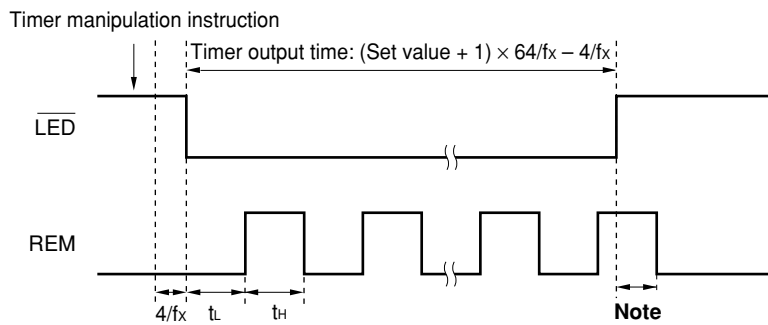 Timer manipulation instruction
Timer output time: (Set value + 1) × 64/fx – 4/fx
LED
REM
4/fx tL tH Note